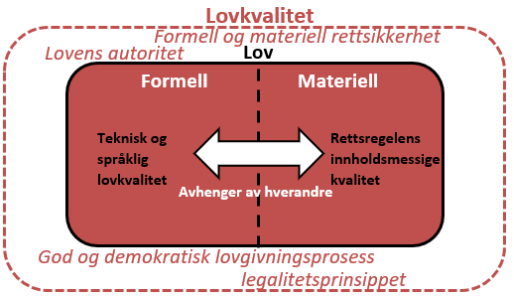 Lovkvalitet
Formell og materiell rettsikkerhet
Lovens autoritet
Lov
Formell
Materiell
Teknisk og
språklig
lovkvalitet
Rettsregelens
innholdsmessige
kvalitet
Avhenger av hverandre
God og demokratisk lovgivningsprosess
legalitetsprinsippet